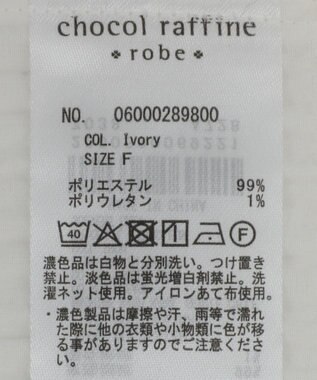 chocol raffine
robe
NO. 06000289800
COL. Ivory
SIZE F
ポリエステル 99%
ポリウレタン 1%
40 F
濃色品は白物と分別洗い。つけ置き
禁止。淡色品は蛍光増白剤禁止。洗
濯ネット使用。アイロンあて布使用。
・濃色製品は摩擦や汗、雨等で濡れ
た際に他の衣類や小物類に色が移
る事がありますのでご注意くださ
い。